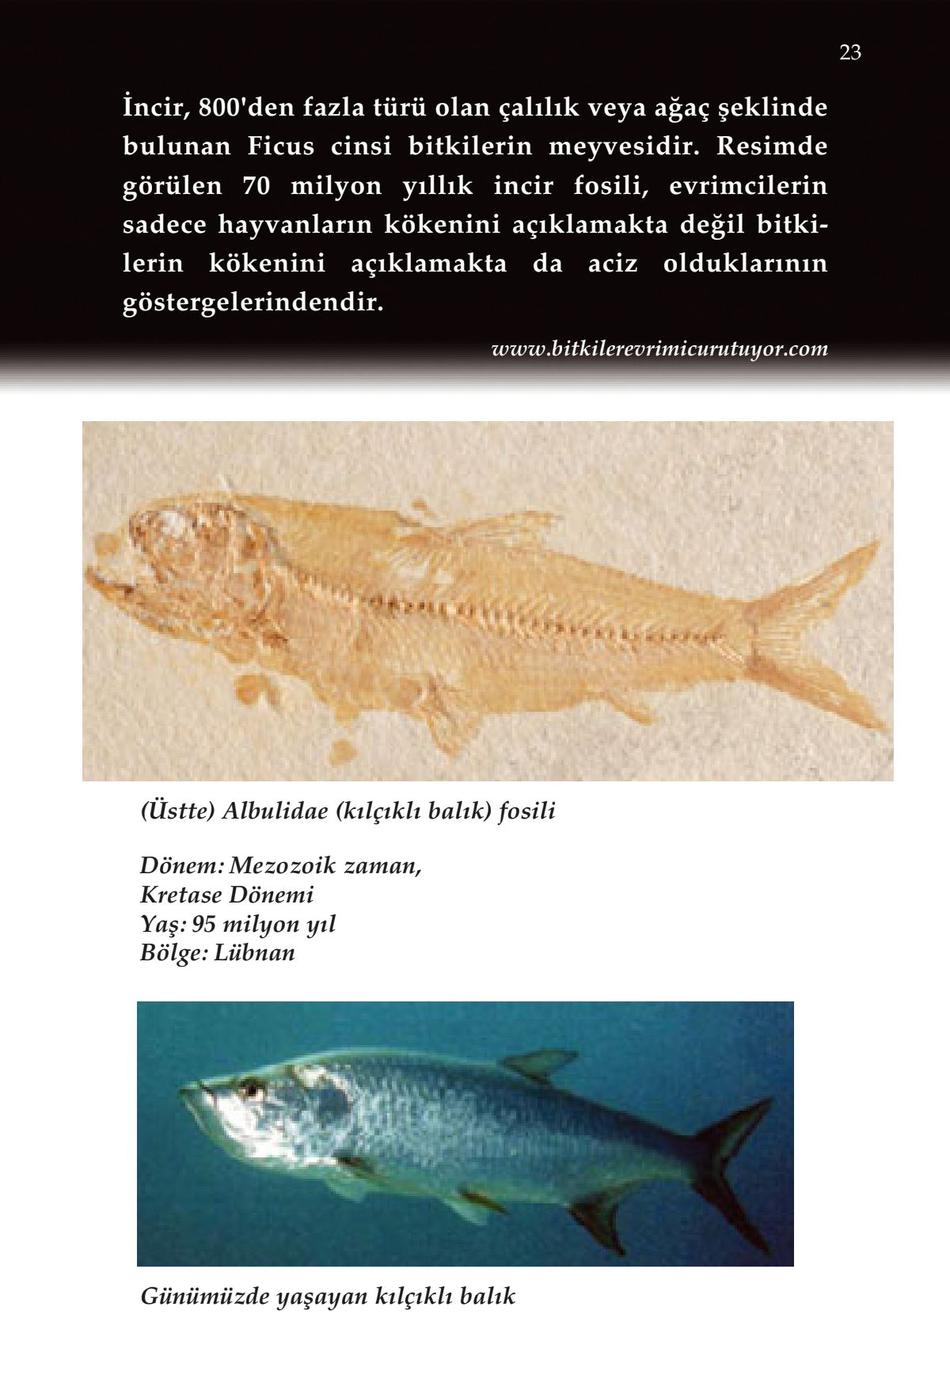 23
İncir, 800'den fazla türü olan çalılık veya ağaç şeklinde
bulunan Ficus cinsi bitkilerin meyvesidir. Resimde
görülen 70 milyon yıllık incir fosili, evrimcilerin
sadece hayvanların kökenini açıklamakta değil bitki-
lerin kökenini açıklamakta da aciz olduklarının
göstergelerindendir.
www.bitkilerevrimicurutuyor.com
(Üstte) Albulidae (kılçıklı balık) fosili
Dönem: Mezozoik zaman,
Kretase Dönemi
Yaş: 95 milyon yıl
Bölge: Lübnan
Günümüzde yaşayan kılçıklı balık